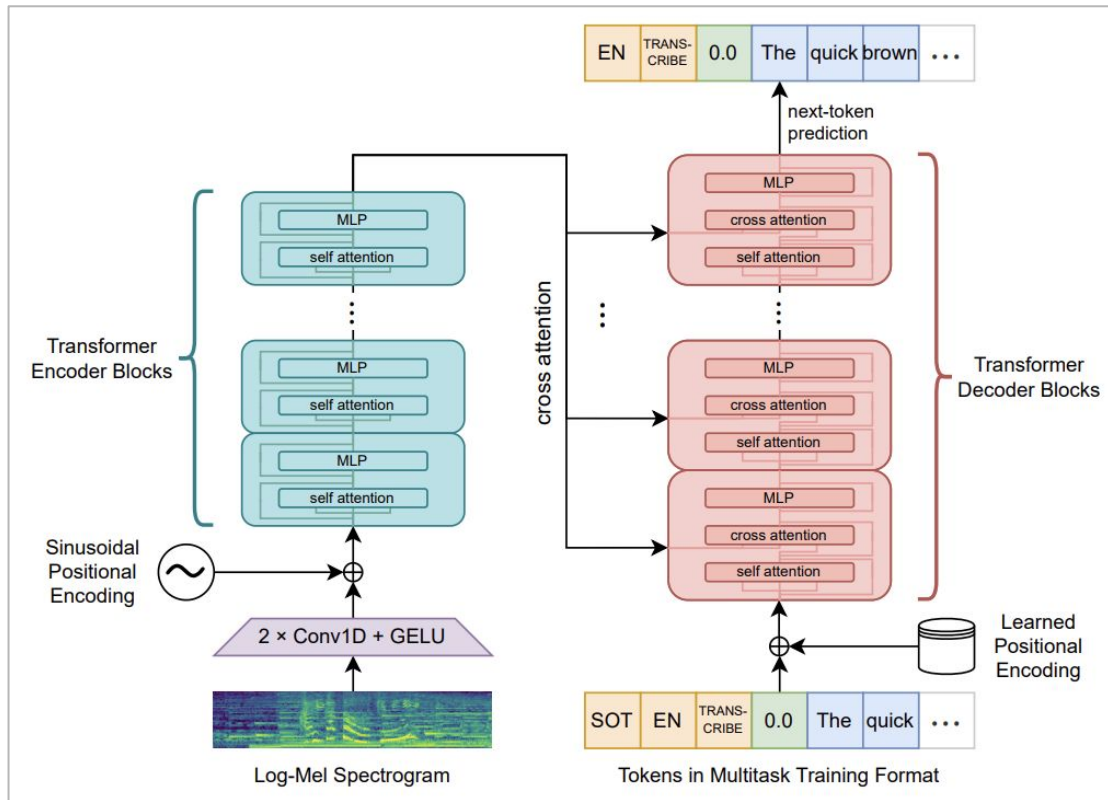 EN TRANS-CRIBE 0.0 The quick brown ...
next-token
prediction
MLP
self attention
MLP
cross attention
self attention
Transformer
Encoder Blocks
MLP
self attention
MLP
self attention
cross attention
MLP
cross attention
self attention
MLP
cross attention
self attention
Transformer
Decoder Blocks
Sinusoidal
Positional
Encoding
2 × Conv1D + GELU
Learned
Positional
Encoding
SOT EN TRANS-CRIBE 0.0 The quick ...
Log-Mel Spectrogram
Tokens in Multitask Training Format